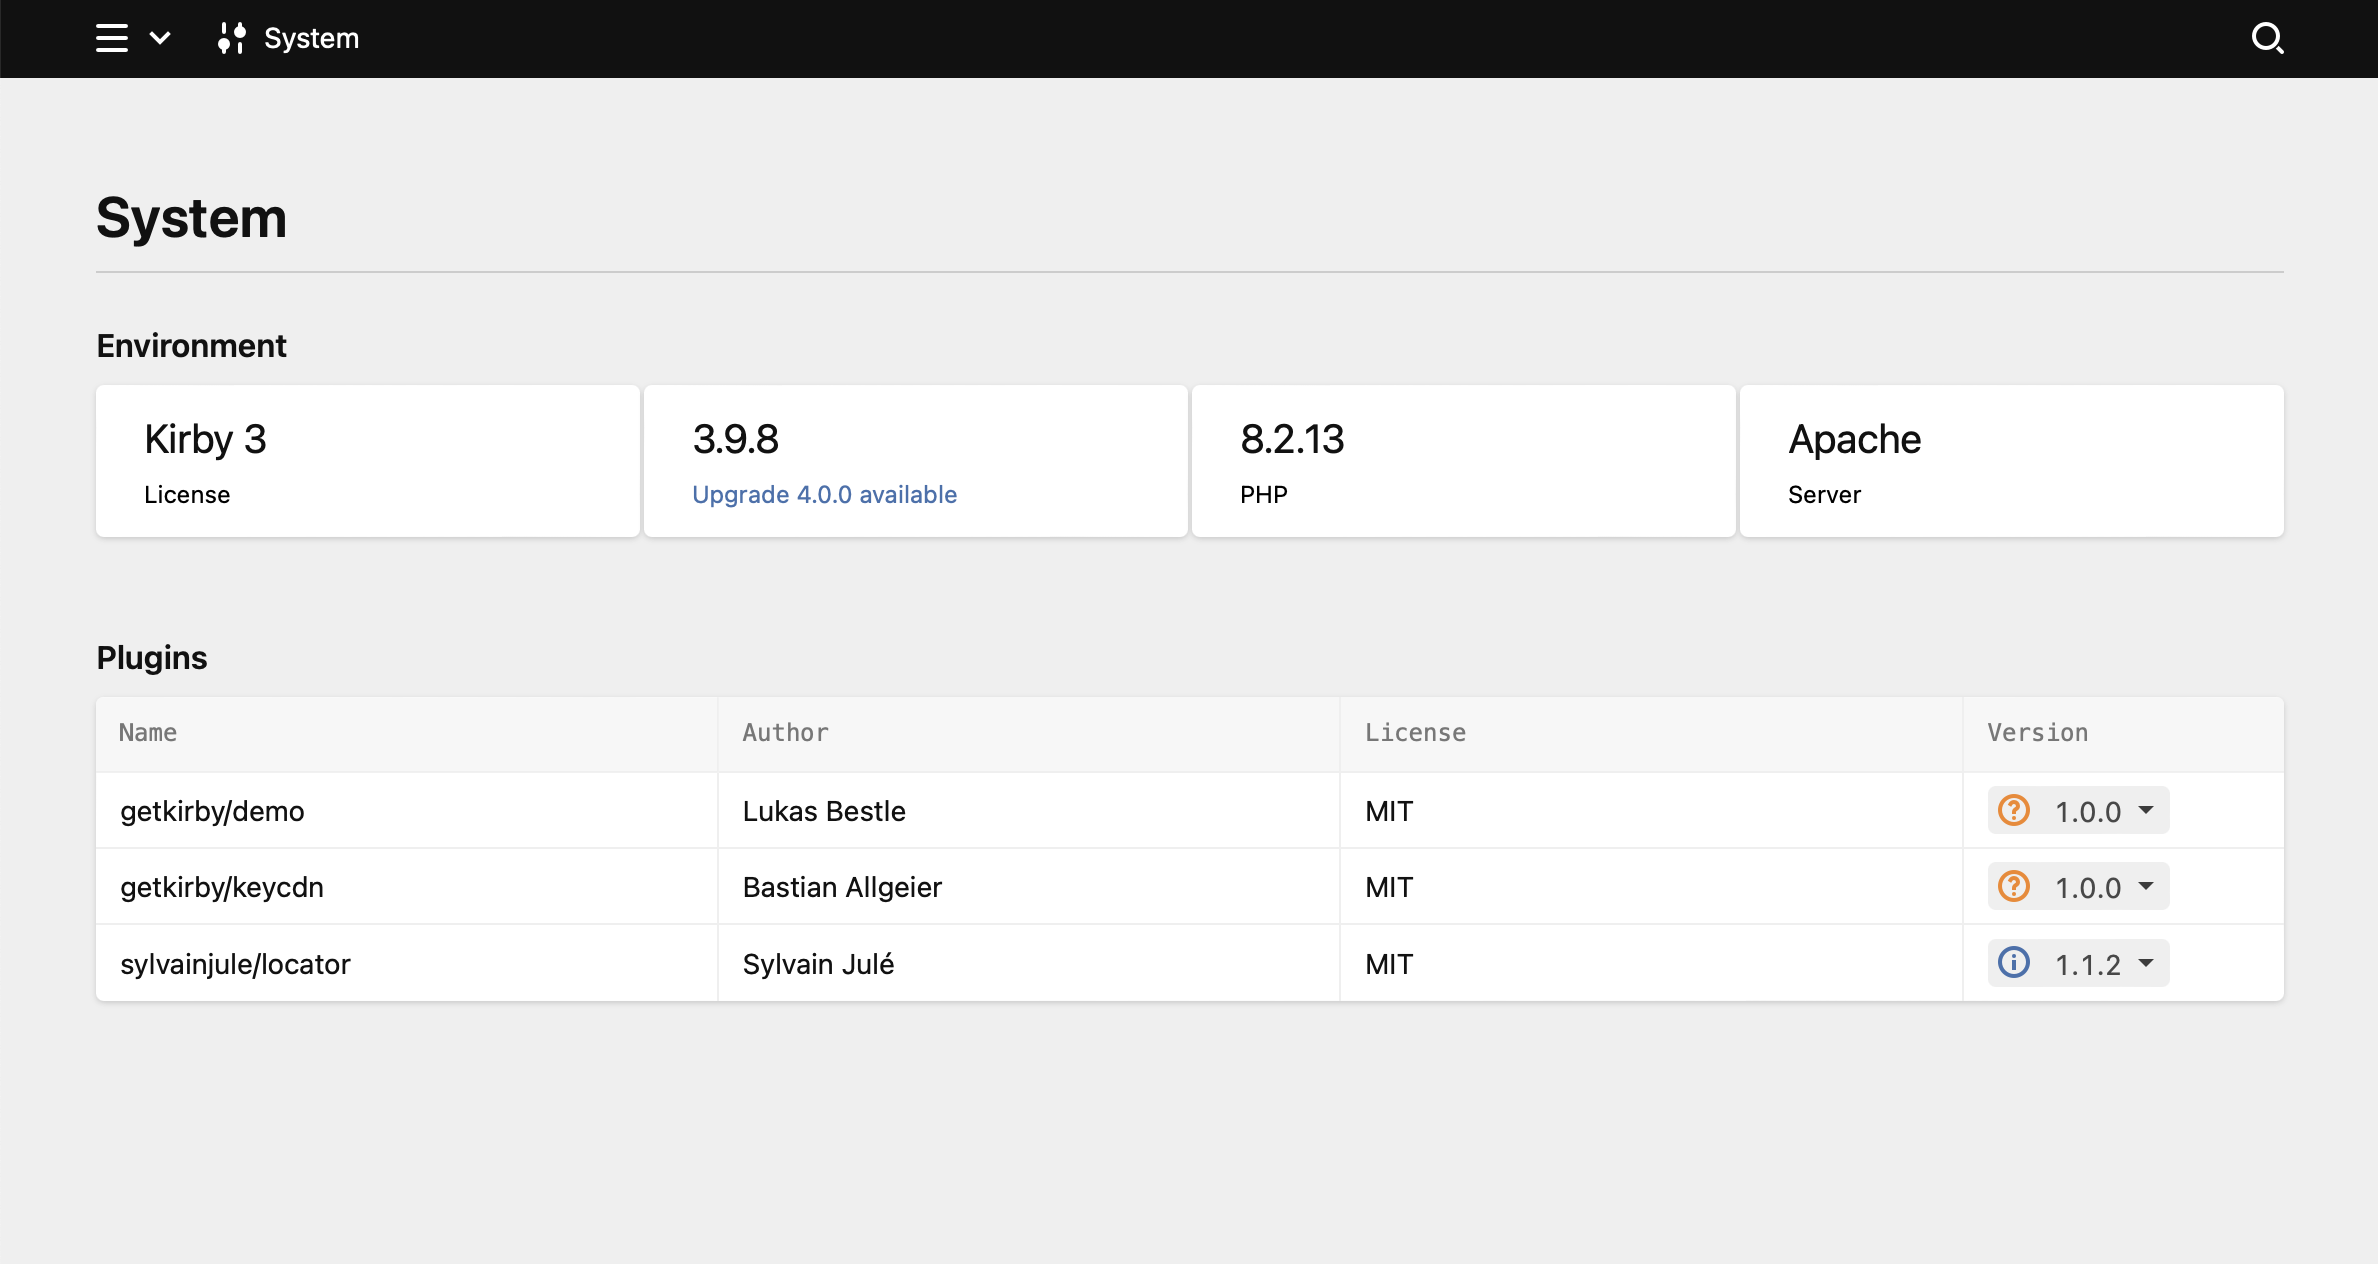 System
System
Environment
Kirby 3
License
3.9.8
Upgrade 4.0.0 available
8.2.13
PHP
Apache
Server
Plugins
Name Author License Version
getkirby/demo Lukas Bestle MIT 1.0.0
getkirby/keycdn Bastian Allgeier MIT 1.0.0
sylvainjule/locator Sylvain Julé MIT 1.1.2